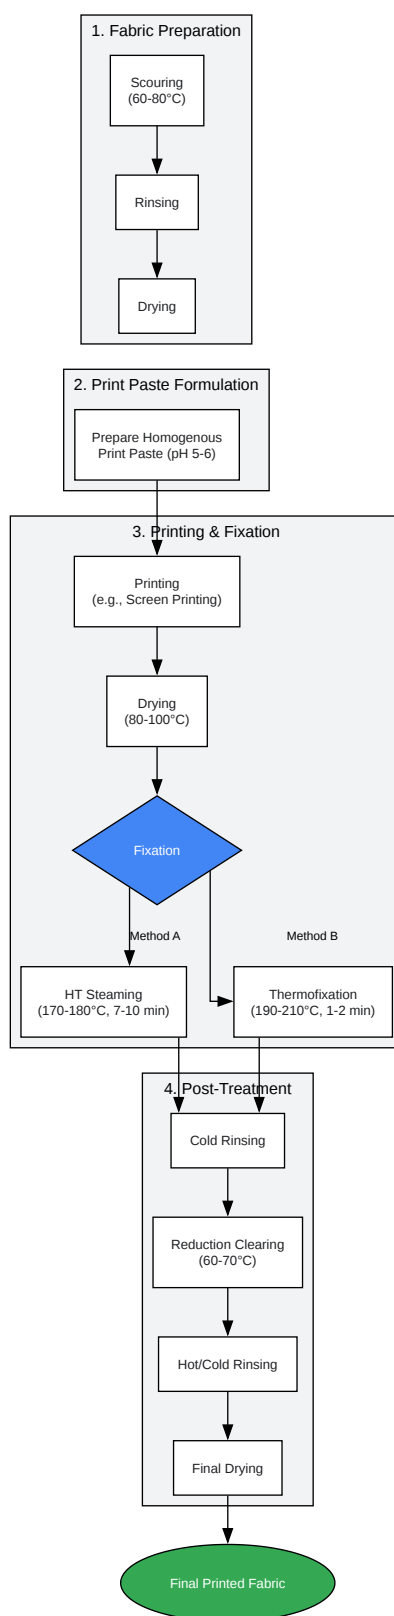 1. Fabric Preparation
Scouring
(60-80°C)
Rinsing
Drying
2. Print Paste Formulation
Prepare Homogenous
Print Paste (pH 5-6)
3. Printing & Fixation
Printing
(e.g., Screen Printing)
Drying
(80-100°C)
Fixation
Method A
Method B
HT Steaming
(170-180°C, 7-10 min)
Thermofixation
(190-210°C, 1-2 min)
4. Post-Treatment
Cold Rinsing
Reduction Clearing
(60-70°C)
Hot/Cold Rinsing
Final Drying
Final Printed Fabric